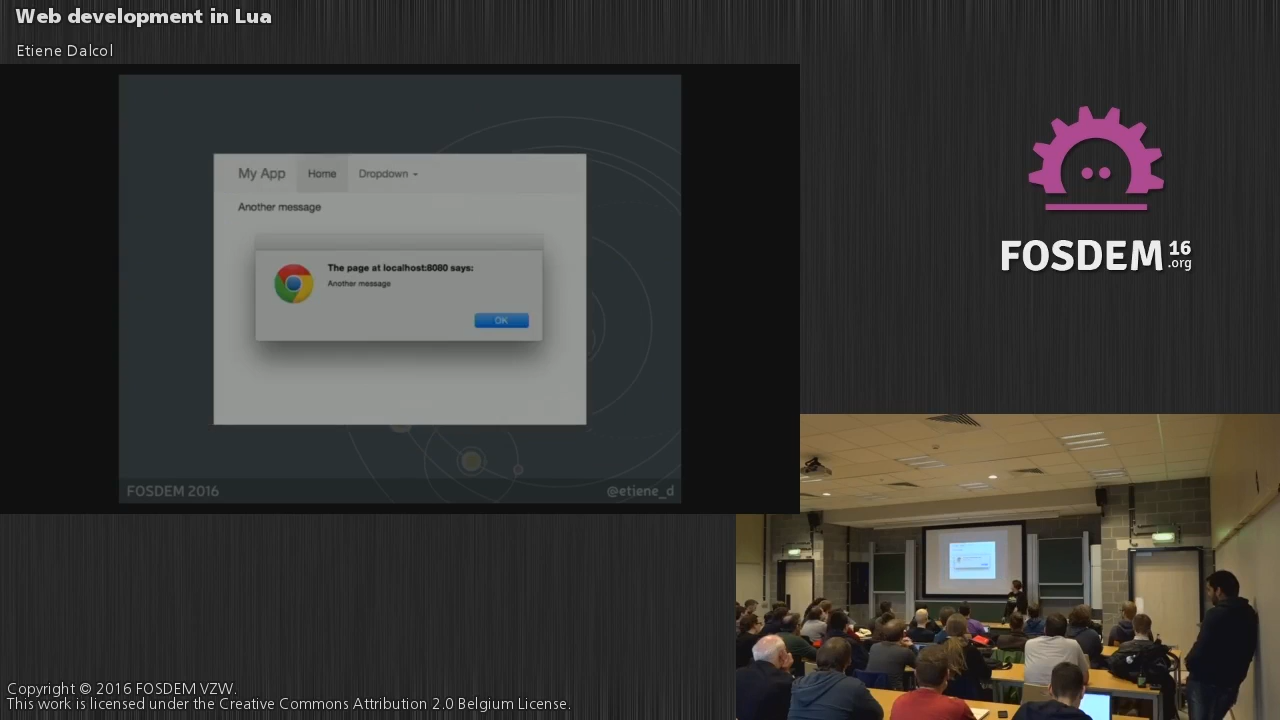 Web development in Lua
Etiene Dalcol
My App Home Dropdown
Another message
The page at localhost:8080 says:
Another message
OK
FOSDEM 2016
@etiene_d
FOSDEM 16
.org
Copyright © 2016 FOSDEM VZW.
This work is licensed under the Creative Commons Attribution 2.0 Belgium License.